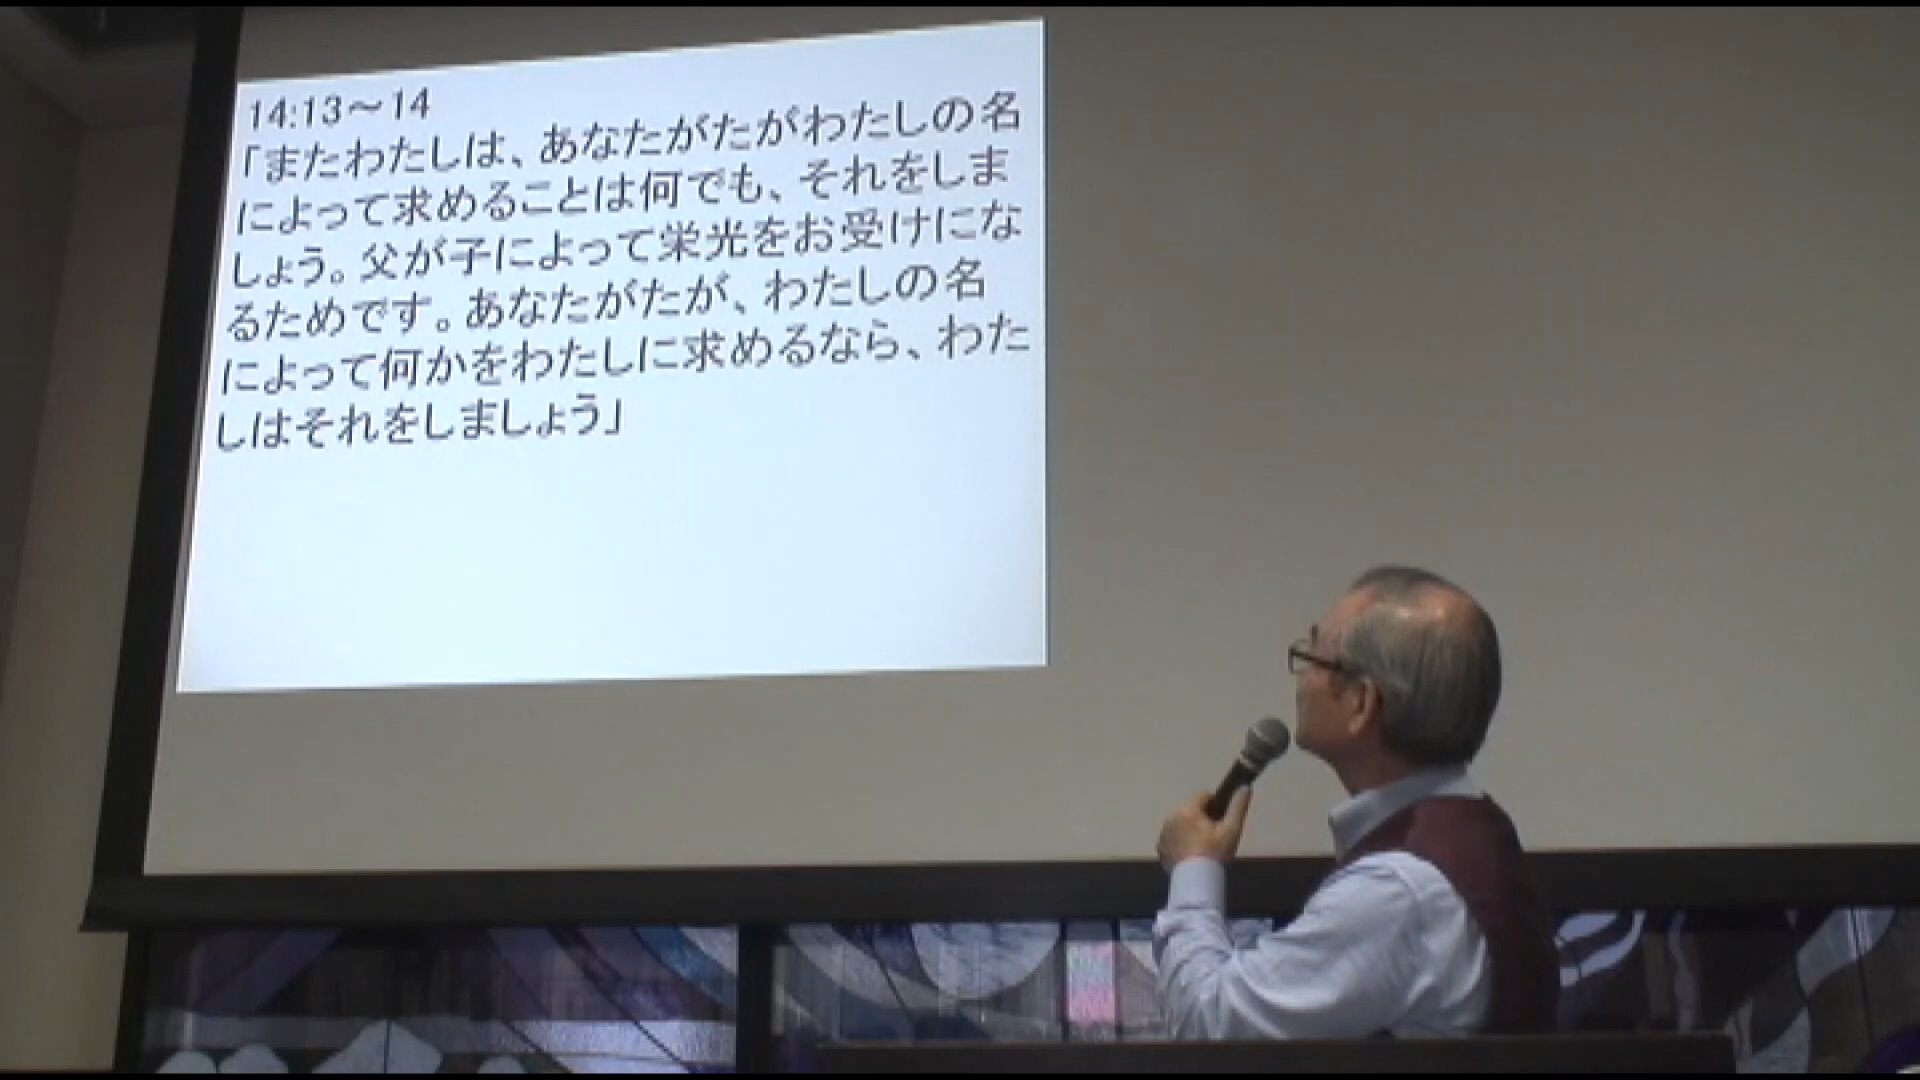 14:13～14
「またわたしは、あなたがたがわたしの名
によって求めることは何でも、それをしま
しょう。父が子によって栄光をお受けにな
るためです。あなたがたが、わたしの名
によって何かをわたしに求めるなら、わた
しはそれをしましょう」